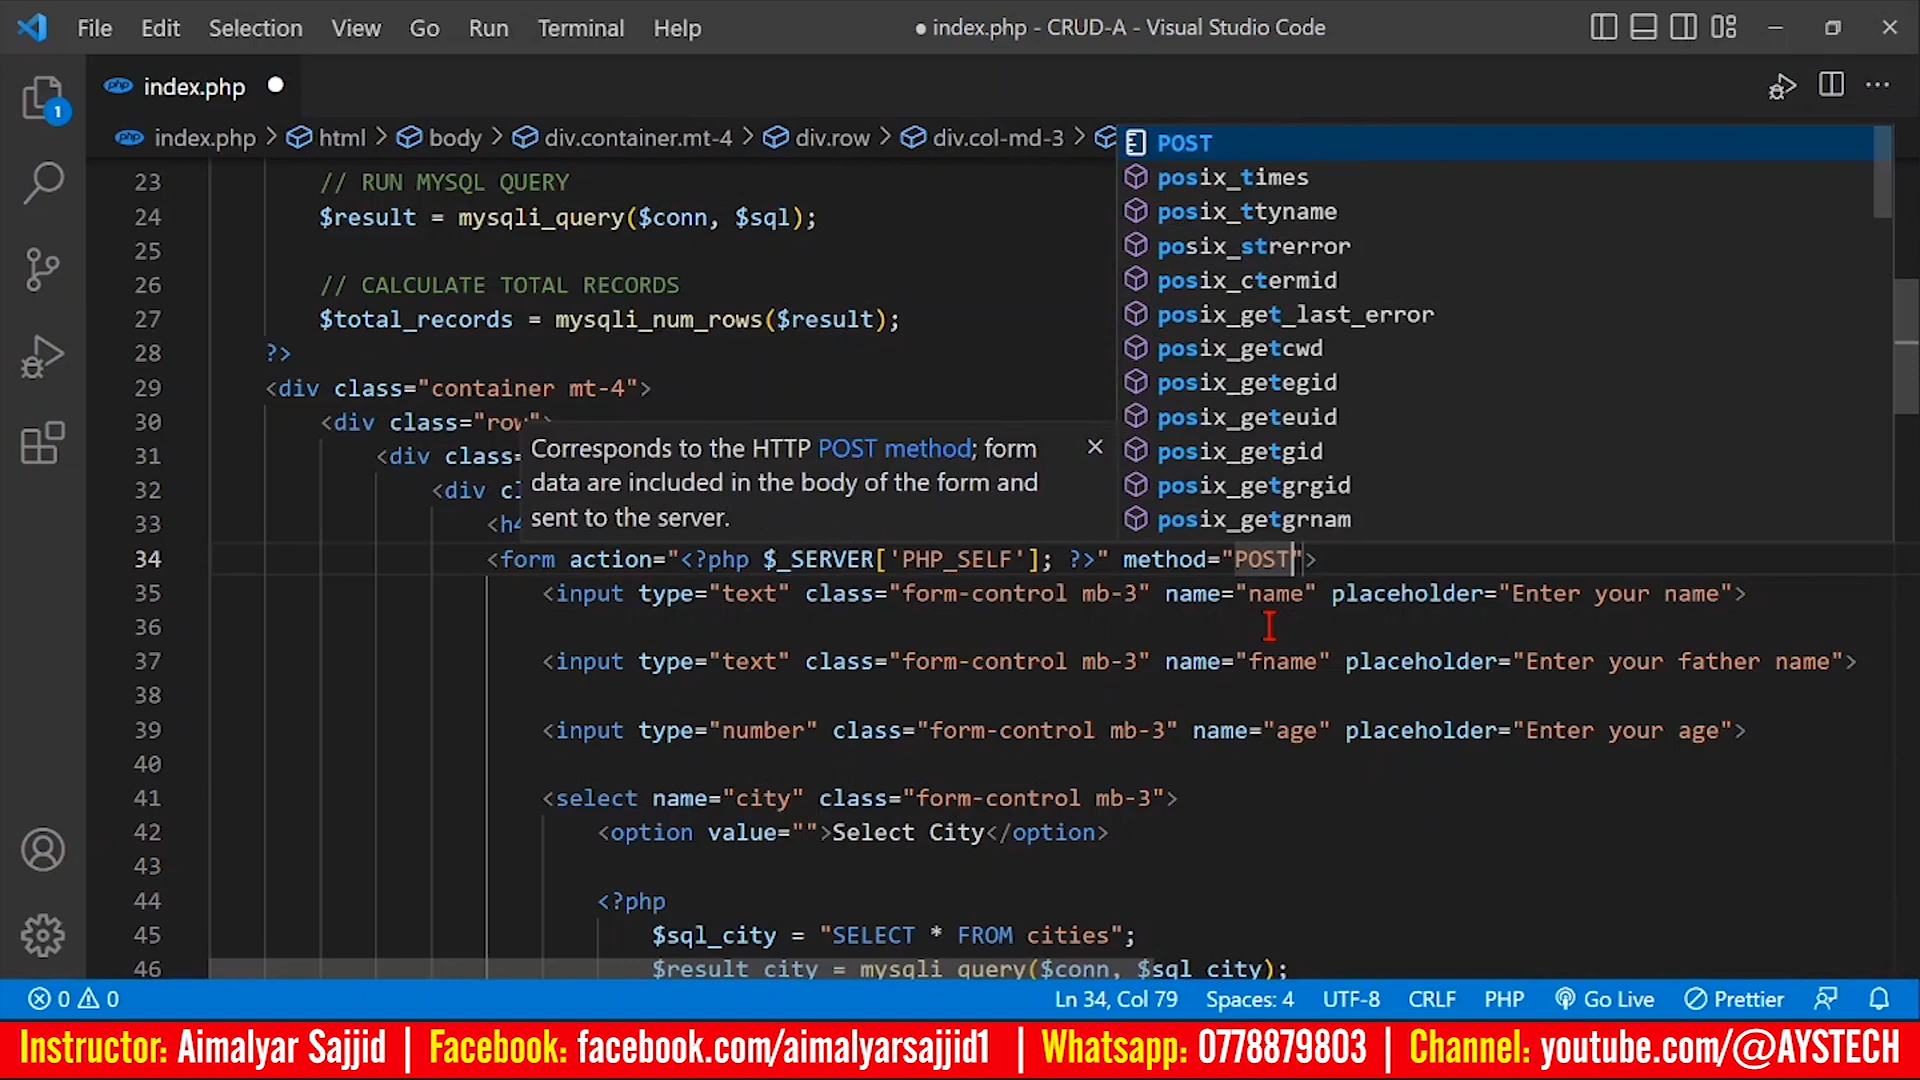 File Edit Selection View Go Run Terminal Help ● index.php - CRUD-A - Visual Studio Code
1
php index.php
php index.php > html > body > div.container.mt-4 > div.row > div.col-md-3 >
POST
posix_times
posix_ttyname
posix_strerror
posix_ctermid
posix_get_last_error
posix_getcwd
posix_getegid
posix_geteuid
posix_getgid
posix_getgrgid
posix_getgrnam
23 // RUN MYSQL QUERY
24 $result = mysqli_query($conn, $sql);
25
26 // CALCULATE TOTAL RECORDS
27 $total_records = mysqli_num_rows($result);
28 ?>
29 <div class="container mt-4">
30 <div class="row">
31 <div class=
32 <div cl
33 <h4
Corresponds to the HTTP POST method; form
data are included in the body of the form and
sent to the server.
34 <form action="<?php $_SERVER['PHP_SELF']; ?>" method="POST">
35 <input type="text" class="form-control mb-3" name="name" placeholder="Enter your name">
36
37 <input type="text" class="form-control mb-3" name="fname" placeholder="Enter your father name">
38
39 <input type="number" class="form-control mb-3" name="age" placeholder="Enter your age">
40
41 <select name="city" class="form-control mb-3">
42 <option value="">Select City</option>
43
44 <?php
45 $sql_city = "SELECT * FROM cities";
46 $result_city = mysqli_query($conn, $sql_city);
0 0 Ln 34, Col 79 Spaces: 4 UTF-8 CRLF PHP Go Live Prettier
Instructor: Aimalyar Sajjid | Facebook: facebook.com/aimalyarsajjid1 | Whatsapp: 0778879803 | Channel: youtube.com/@AYSTECH